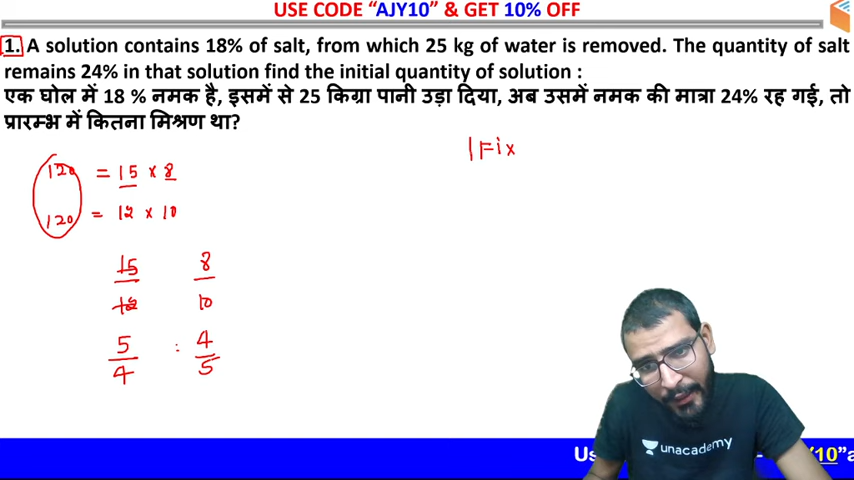 USE CODE "AJY10" & GET 10% OFF
1. A solution contains 18% of salt, from which 25 kg of water is removed. The quantity of salt
remains 24% in that solution find the initial quantity of solution :
एक घोल में 18 % नमक है, इसमें से 25 किग्रा पानी उड़ा दिया, अब उसमें नमक की मात्रा 24% रह गई, तो
प्रारम्भ में कितना मिश्रण था?
1Fix
120 = 15 × 8
120 = 12 × 10
15 8
12 10
5 : 4
4 5
unacademy
Us
(10"a